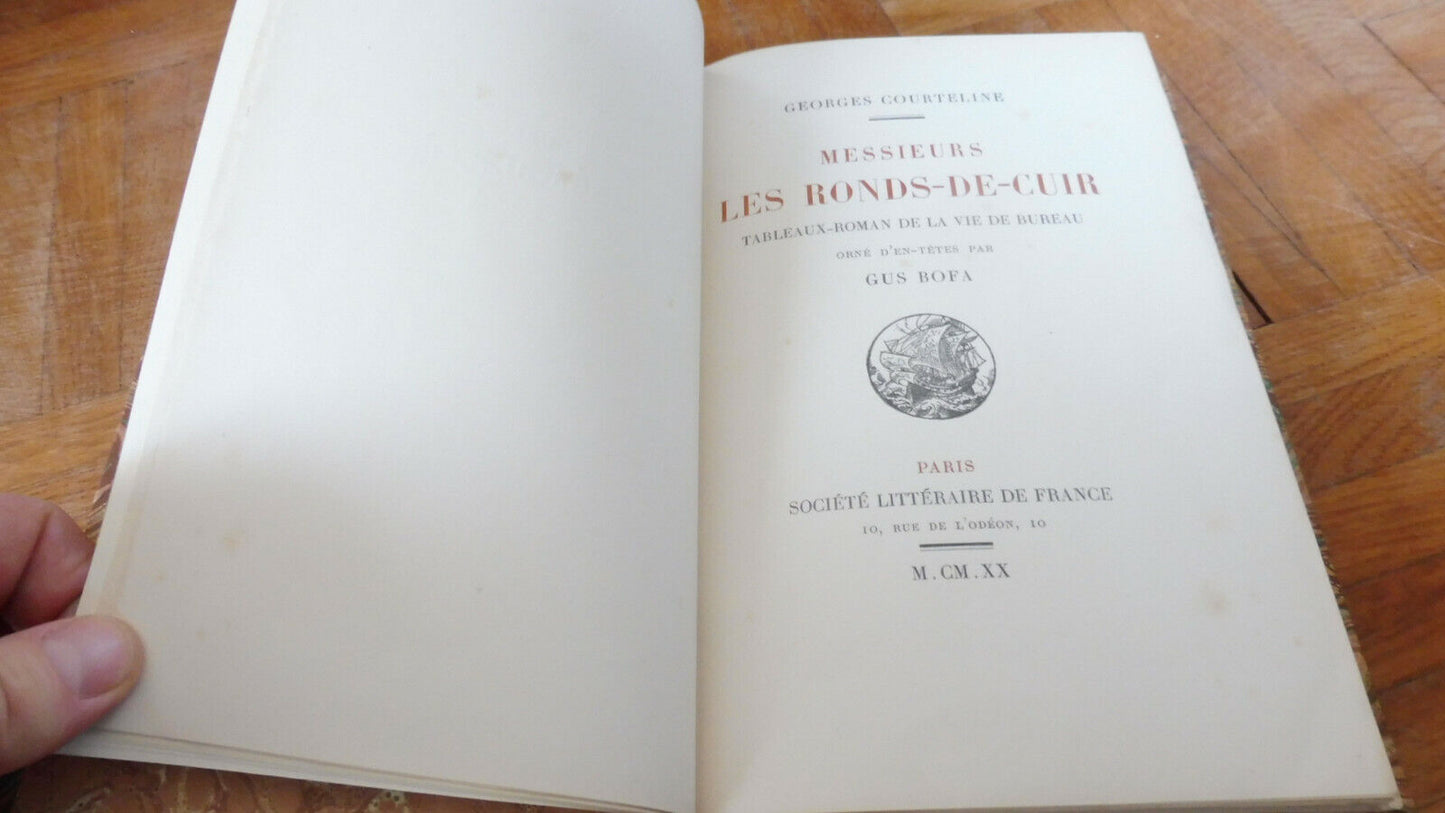 GEORGES COURTELINE
MESSIEURS
LES RONDS-DE-CUIR
TABLEAUX-ROMAN DE LA VIE DE BUREAU
ORNÉ D'EN-TÊTES PAR
GUS BOFA
PARIS
SOCIÉTÉ LITTÉRAIRE DE FRANCE
10, RUE DE L'ODÉON, 10
M.CM.XX